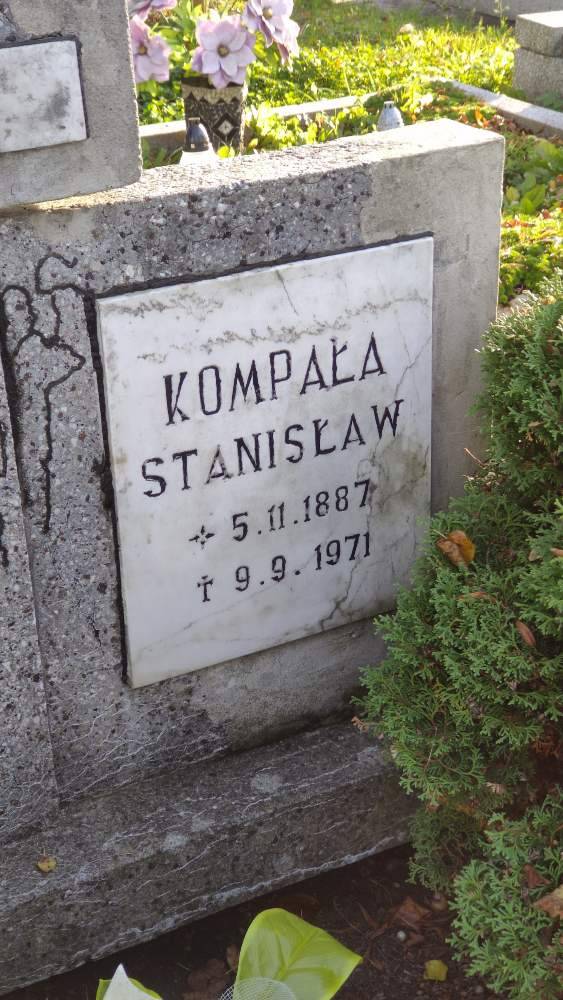 KOMPAŁA
STANISŁAW
✢ 5.11.1887
✝ 9.9.1971